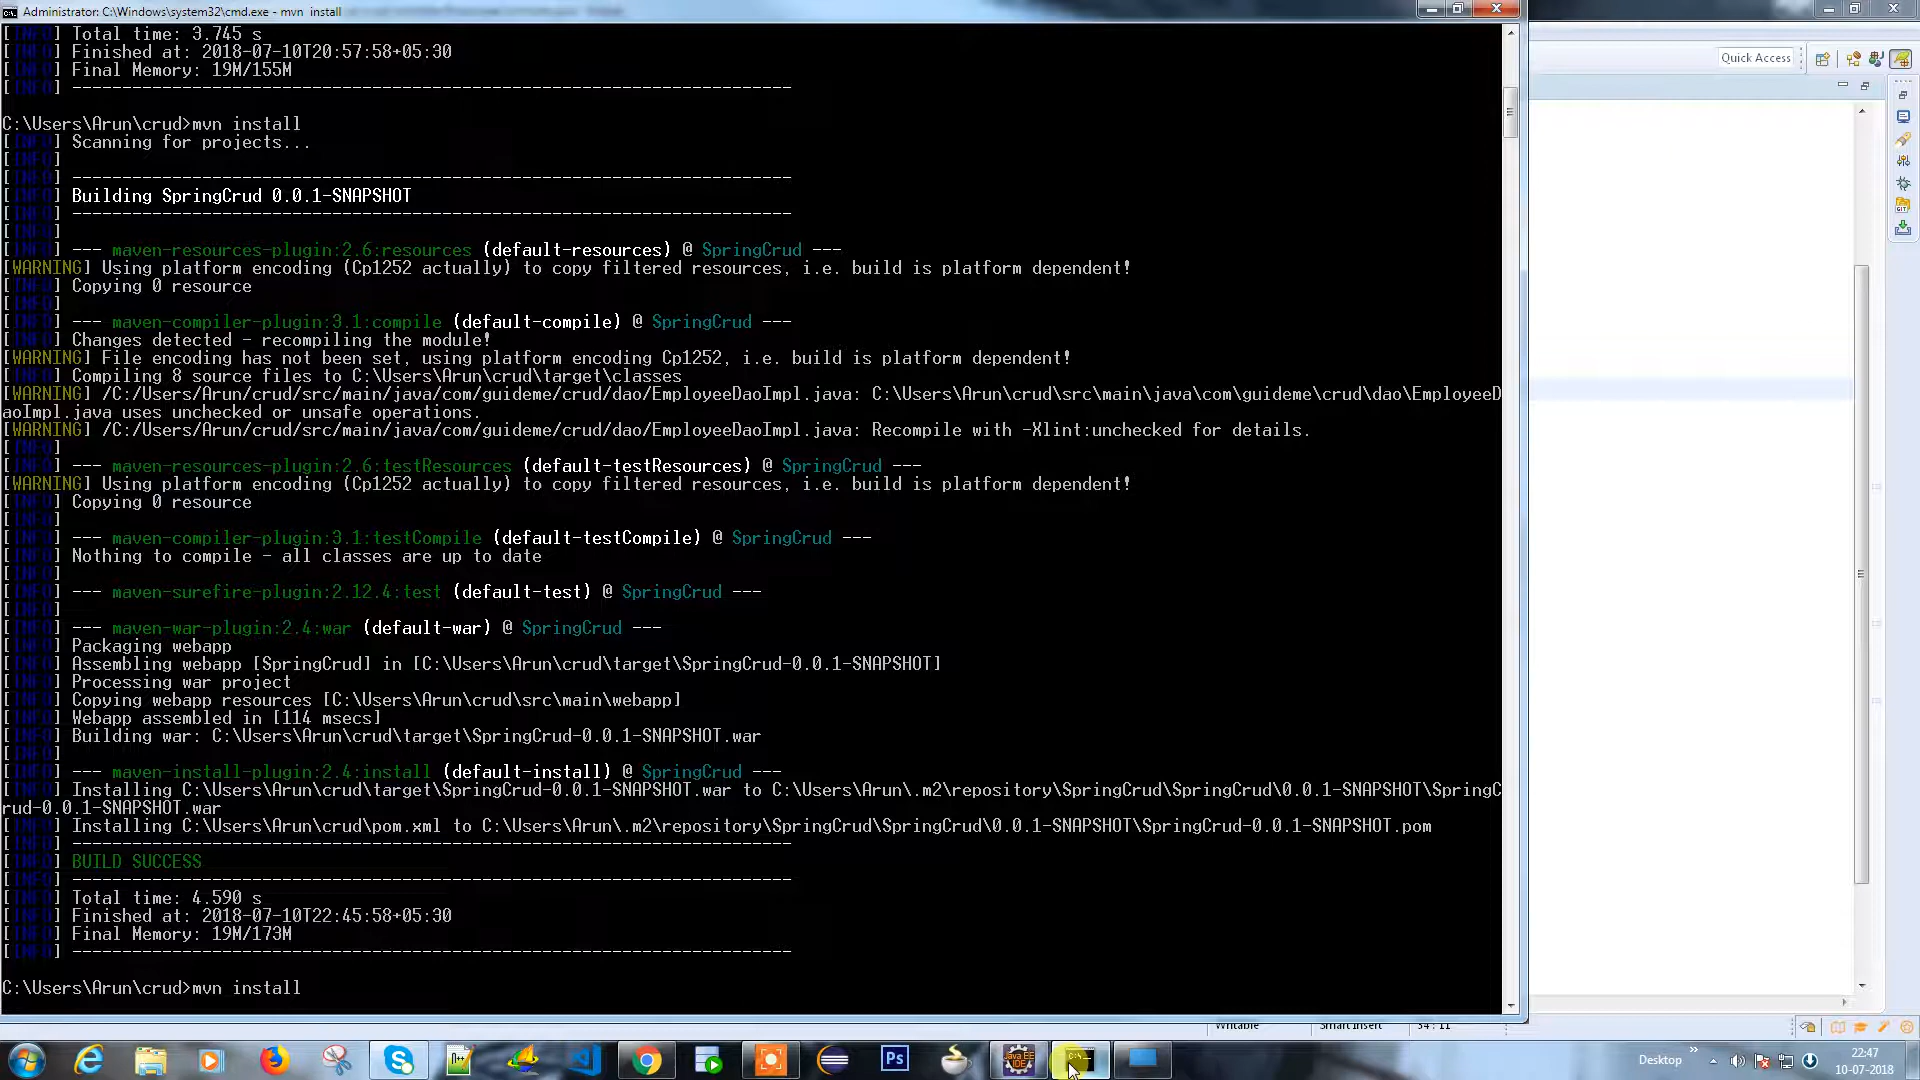 Administrator: C:\Windows\system32\cmd.exe - mvn  install
[INFO] Total time: 3.745 s
[INFO] Finished at: 2018-07-10T20:57:58+05:30
[INFO] Final Memory: 19M/155M
[INFO] ------------------------------------------------------------------------
Quick Access
C:\Users\Arun\crud>mvn install
[INFO] Scanning for projects...
[INFO]
[INFO] ------------------------------------------------------------------------
[INFO] Building SpringCrud 0.0.1-SNAPSHOT
[INFO] ------------------------------------------------------------------------
[INFO]
[INFO] --- maven-resources-plugin:2.6:resources (default-resources) @ SpringCrud ---
[WARNING] Using platform encoding (Cp1252 actually) to copy filtered resources, i.e. build is platform dependent!
[INFO] Copying 0 resource
[INFO]
[INFO] --- maven-compiler-plugin:3.1:compile (default-compile) @ SpringCrud ---
[INFO] Changes detected - recompiling the module!
[WARNING] File encoding has not been set, using platform encoding Cp1252, i.e. build is platform dependent!
[INFO] Compiling 8 source files to C:\Users\Arun\crud\target\classes
[WARNING] /C:/Users/Arun/crud/src/main/java/com/guideme/crud/dao/EmployeeDaoImpl.java: C:\Users\Arun\crud\src\main\java\com\guideme\crud\dao\EmployeeD
aoImpl.java uses unchecked or unsafe operations.
[WARNING] /C:/Users/Arun/crud/src/main/java/com/guideme/crud/dao/EmployeeDaoImpl.java: Recompile with -Xlint:unchecked for details.
[INFO]
[INFO] --- maven-resources-plugin:2.6:testResources (default-testResources) @ SpringCrud ---
[WARNING] Using platform encoding (Cp1252 actually) to copy filtered resources, i.e. build is platform dependent!
[INFO] Copying 0 resource
[INFO]
[INFO] --- maven-compiler-plugin:3.1:testCompile (default-testCompile) @ SpringCrud ---
[INFO] Nothing to compile - all classes are up to date
[INFO]
[INFO] --- maven-surefire-plugin:2.12.4:test (default-test) @ SpringCrud ---
[INFO]
[INFO] --- maven-war-plugin:2.4:war (default-war) @ SpringCrud ---
[INFO] Packaging webapp
[INFO] Assembling webapp [SpringCrud] in [C:\Users\Arun\crud\target\SpringCrud-0.0.1-SNAPSHOT]
[INFO] Processing war project
[INFO] Copying webapp resources [C:\Users\Arun\crud\src\main\webapp]
[INFO] Webapp assembled in [114 msecs]
[INFO] Building war: C:\Users\Arun\crud\target\SpringCrud-0.0.1-SNAPSHOT.war
[INFO]
[INFO] --- maven-install-plugin:2.4:install (default-install) @ SpringCrud ---
[INFO] Installing C:\Users\Arun\crud\target\SpringCrud-0.0.1-SNAPSHOT.war to C:\Users\Arun\.m2\repository\SpringCrud\SpringCrud\0.0.1-SNAPSHOT\SpringC
rud-0.0.1-SNAPSHOT.war
[INFO] Installing C:\Users\Arun\crud\pom.xml to C:\Users\Arun\.m2\repository\SpringCrud\SpringCrud\0.0.1-SNAPSHOT\SpringCrud-0.0.1-SNAPSHOT.pom
[INFO] ------------------------------------------------------------------------
[INFO] BUILD SUCCESS
[INFO] ------------------------------------------------------------------------
[INFO] Total time: 4.590 s
[INFO] Finished at: 2018-07-10T22:45:58+05:30
[INFO] Final Memory: 19M/173M
[INFO] ------------------------------------------------------------------------
C:\Users\Arun\crud>mvn install
Writable Smart Insert 34 : 11
Ps
Java EE IDE
Desktop
22:47
10-07-2018